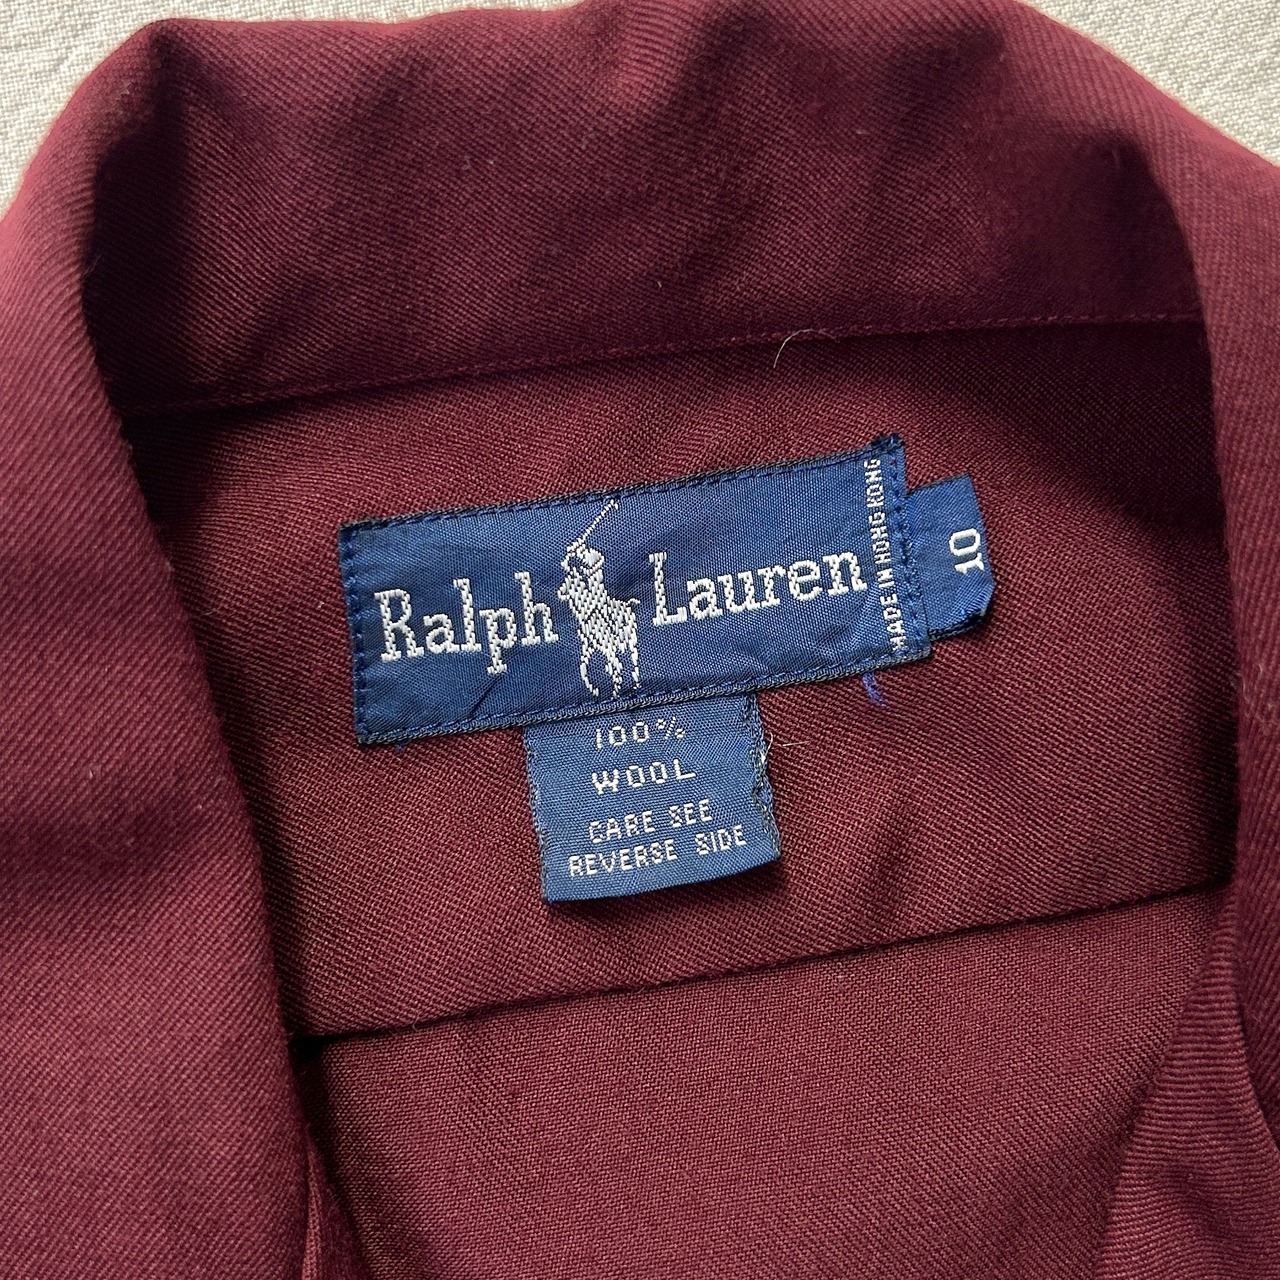 Ralph Lauren
MADE IN HONG KONG
10
100%
WOOL
CARE SEE
REVERSE SIDE